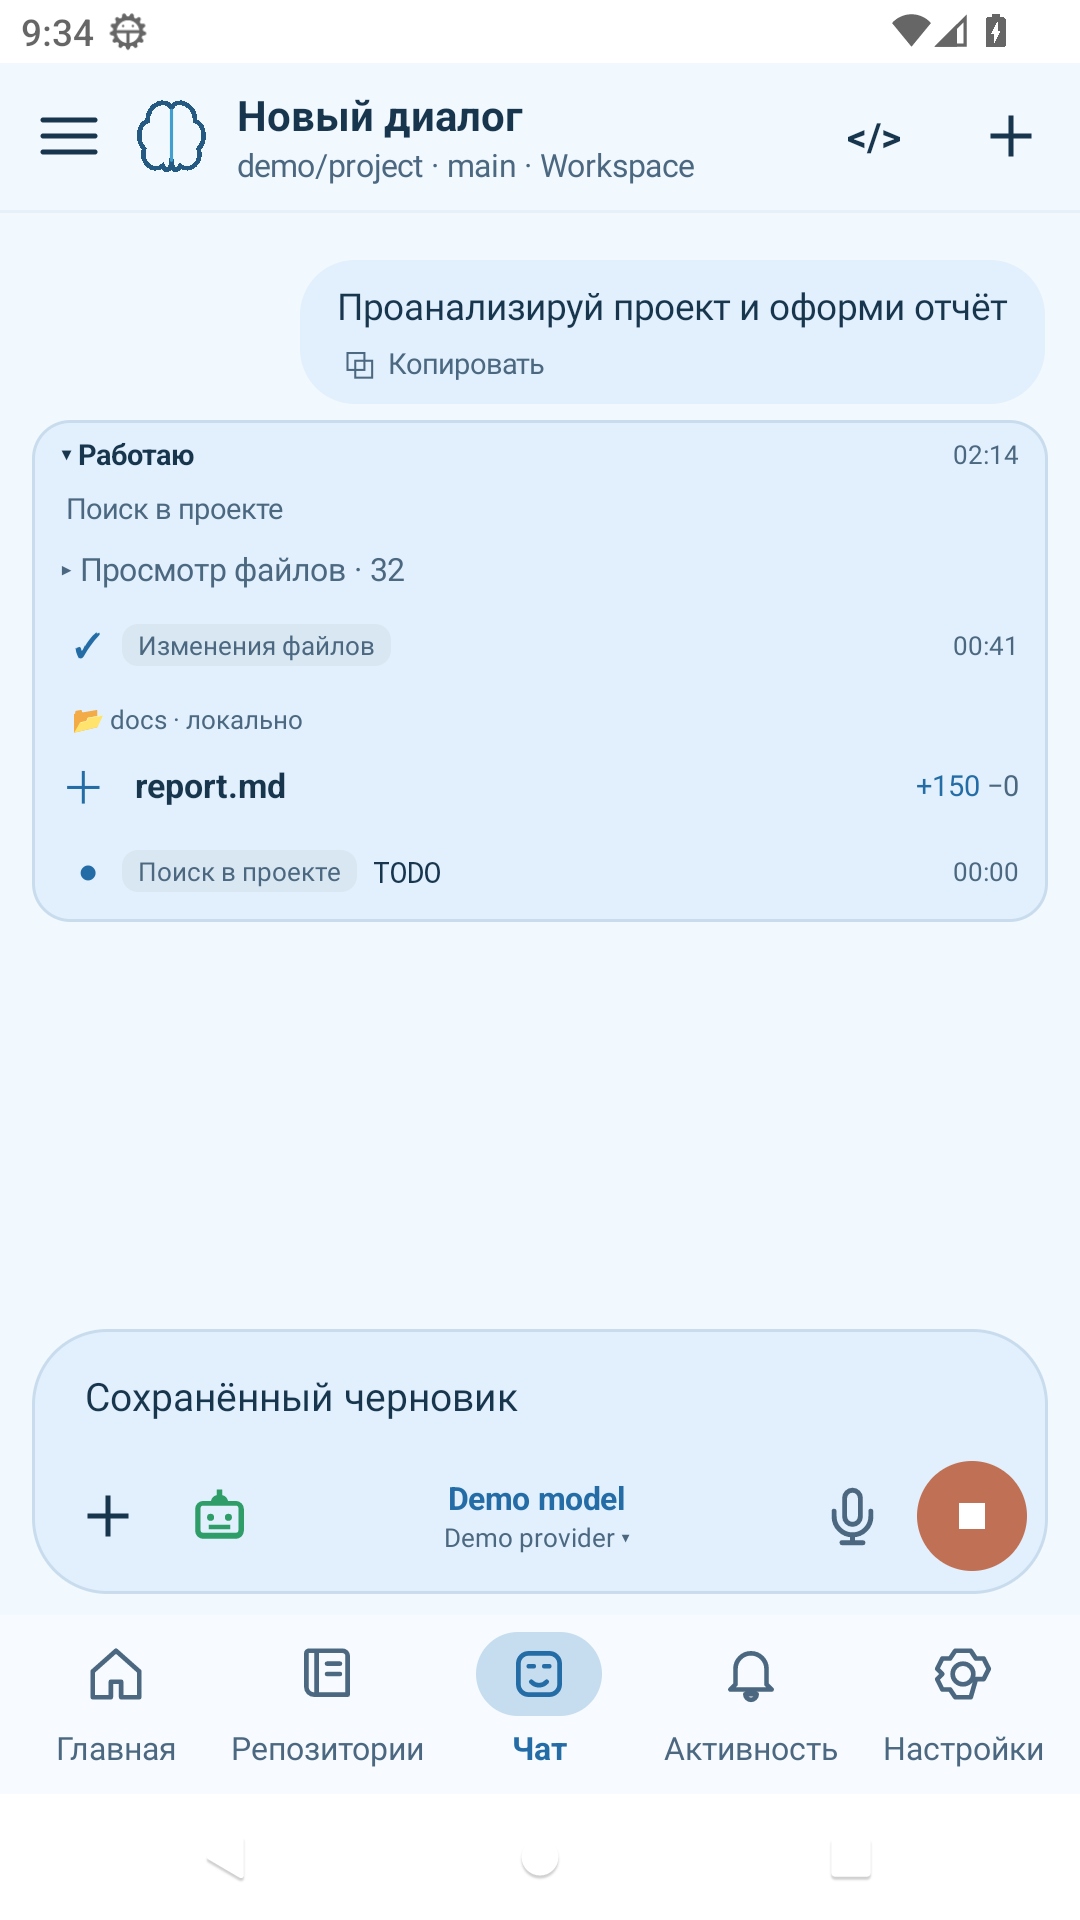 9:34
Новый диалог
</>
demo/project · main · Workspace
Проанализируй проект и оформи отчёт
Копировать
▾ Работаю 02:14
Поиск в проекте
▸ Просмотр файлов · 32
✓ Изменения файлов 00:41
📂 docs · локально
+ report.md +150 −0
• Поиск в проекте TODO 00:00
Сохранённый черновик
Demo model
Demo provider ▾
Главная Репозитории Чат Активность Настройки